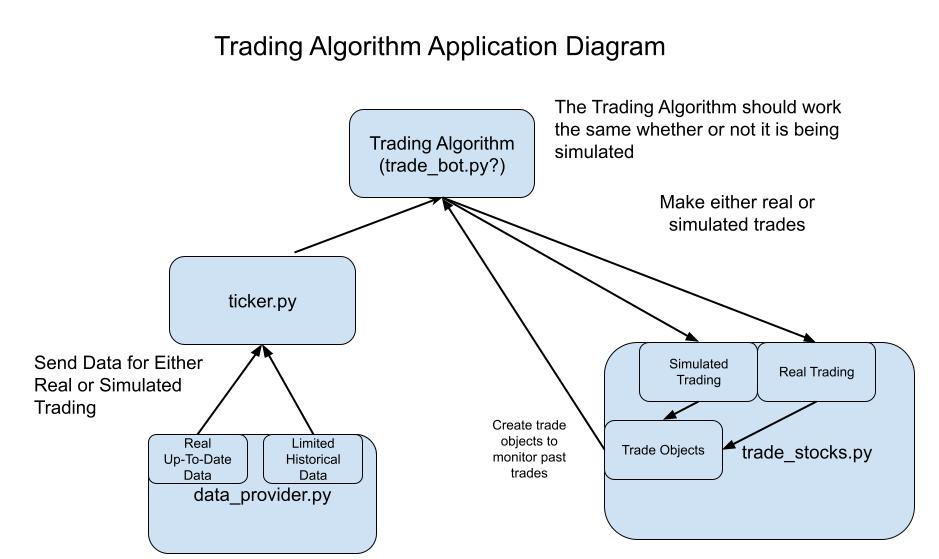 Trading Algorithm Application Diagram
The Trading Algorithm should work
the same whether or not it is being
simulated
Trading Algorithm
(trade_bot.py?)
Make either real or
simulated trades
ticker.py
Send Data for Either
Real or Simulated
Trading
Simulated
Trading
Real Trading
Create trade
objects to
monitor past
trades
Trade Objects
trade_stocks.py
Real
Up-To-Date
Data
Limited
Historical
Data
data_provider.py